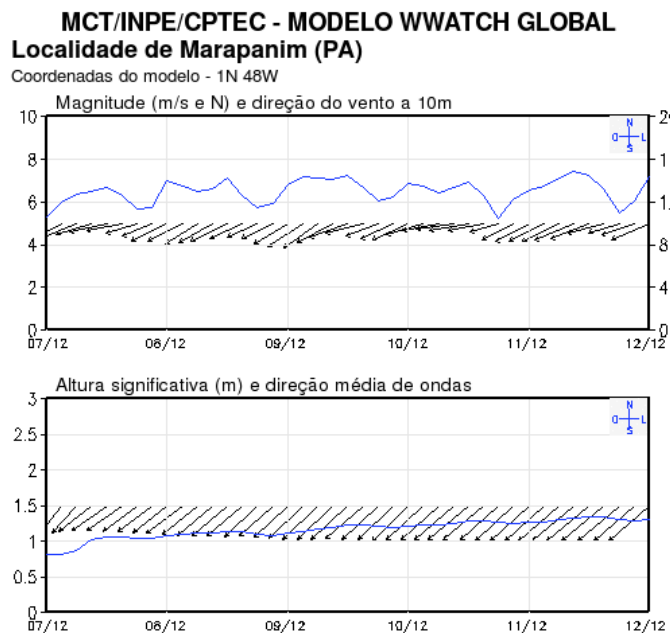 MCT/INPE/CPTEC - MODELO WWATCH GLOBAL
Localidade de Marapanim (PA)
Coordenadas do modelo - 1N 48W
Magnitude (m/s e N) e direção do vento a 10m
10
8
6
4
2
0
8
4
0
N
O L
S
07/12 08/12 09/12 10/12 11/12 12/12
Altura significativa (m) e direção média de ondas
3
2.5
2
1.5
1
0.5
0
N
O L
S
07/12 08/12 09/12 10/12 11/12 12/12